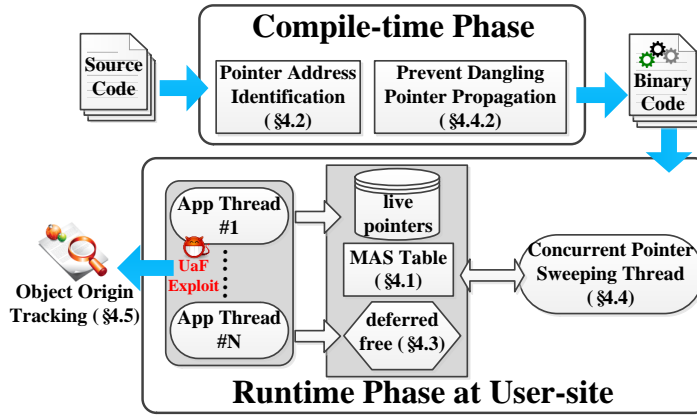 Compile-time Phase
Source
Code
Pointer Address
Identification
(§4.2)
Prevent Dangling
Pointer Propagation
(§4.4.2)
Binary
Code
App Thread
#1
UaF
Exploit
App Thread
#N
live
pointers
MAS Table
(§4.1)
deferred
free (§4.3)
Concurrent Pointer
Sweeping Thread
(§4.4)
Object Origin
Tracking (§4.5)
Runtime Phase at User-site